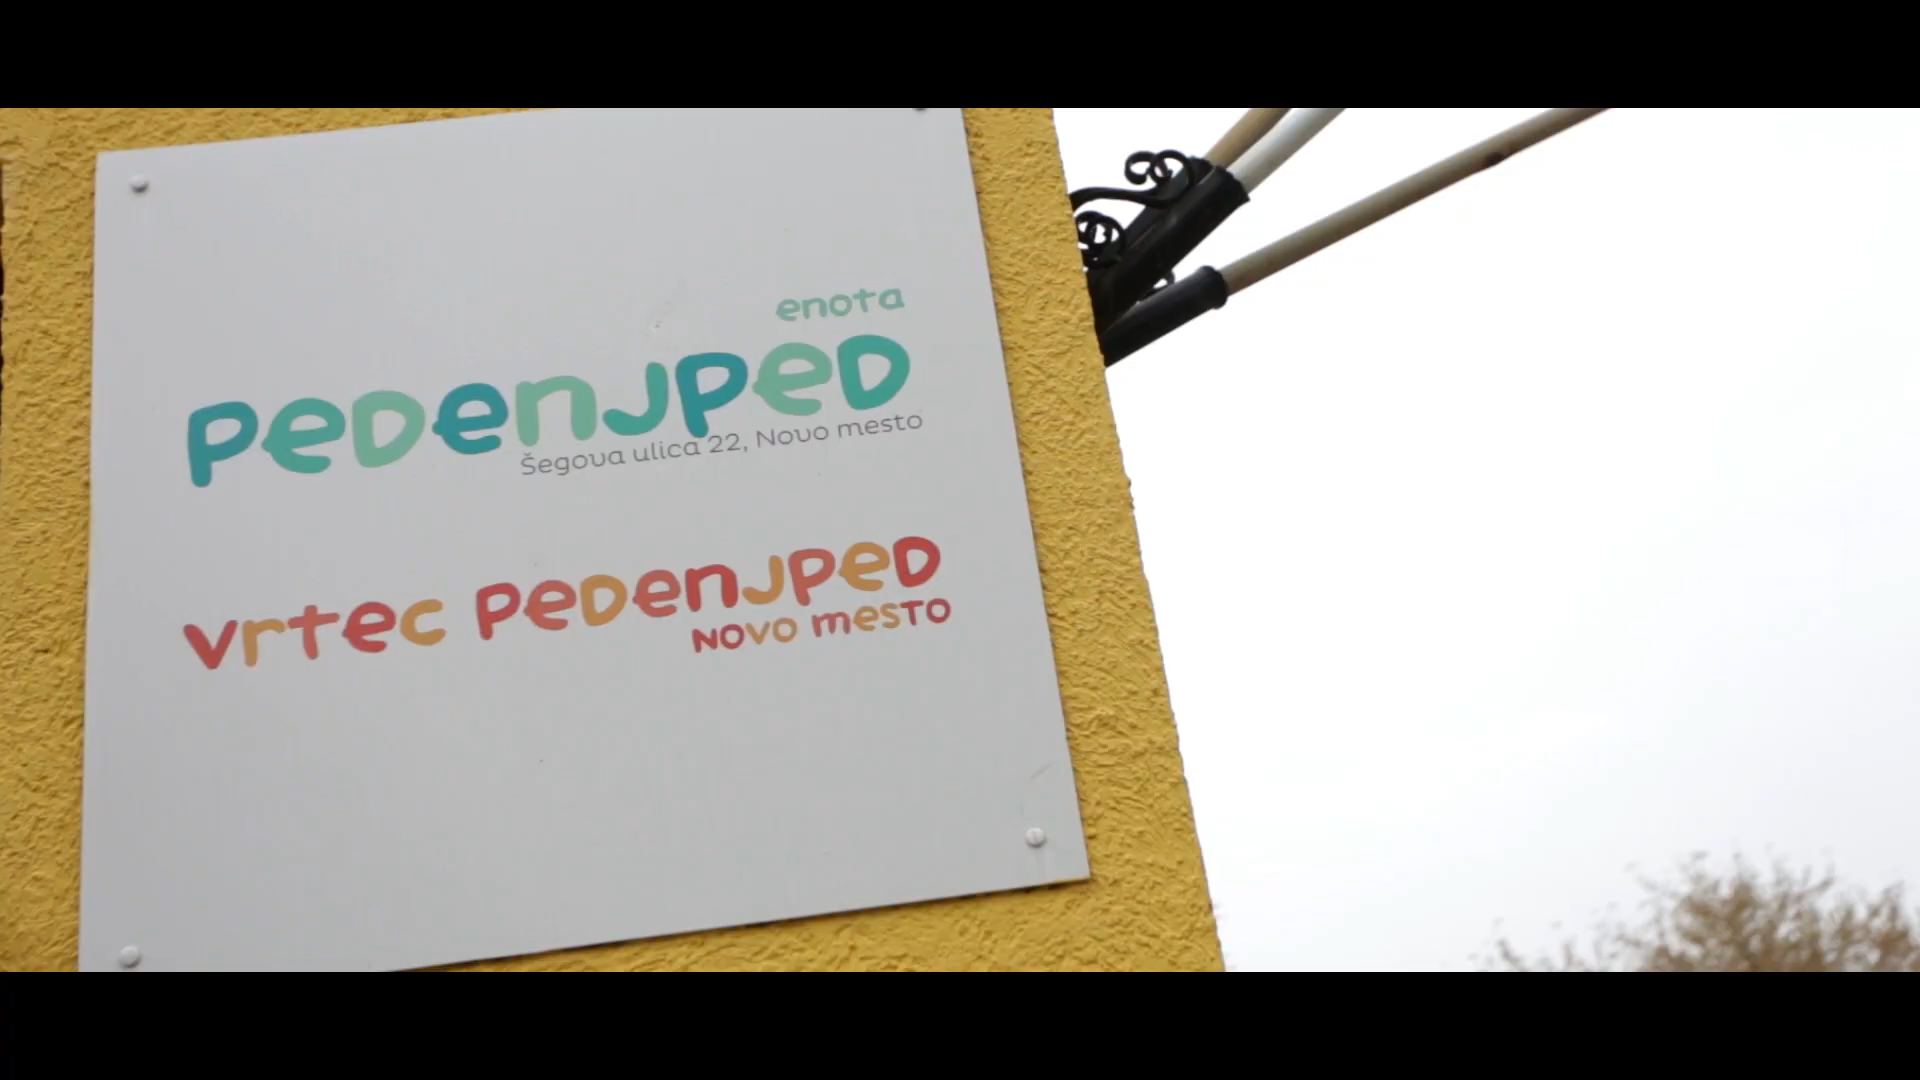 enota
PeDenJPeD
Šegova ulica 22, Novo mesto
vrtec PeDenJPeD
NOVO mesTO